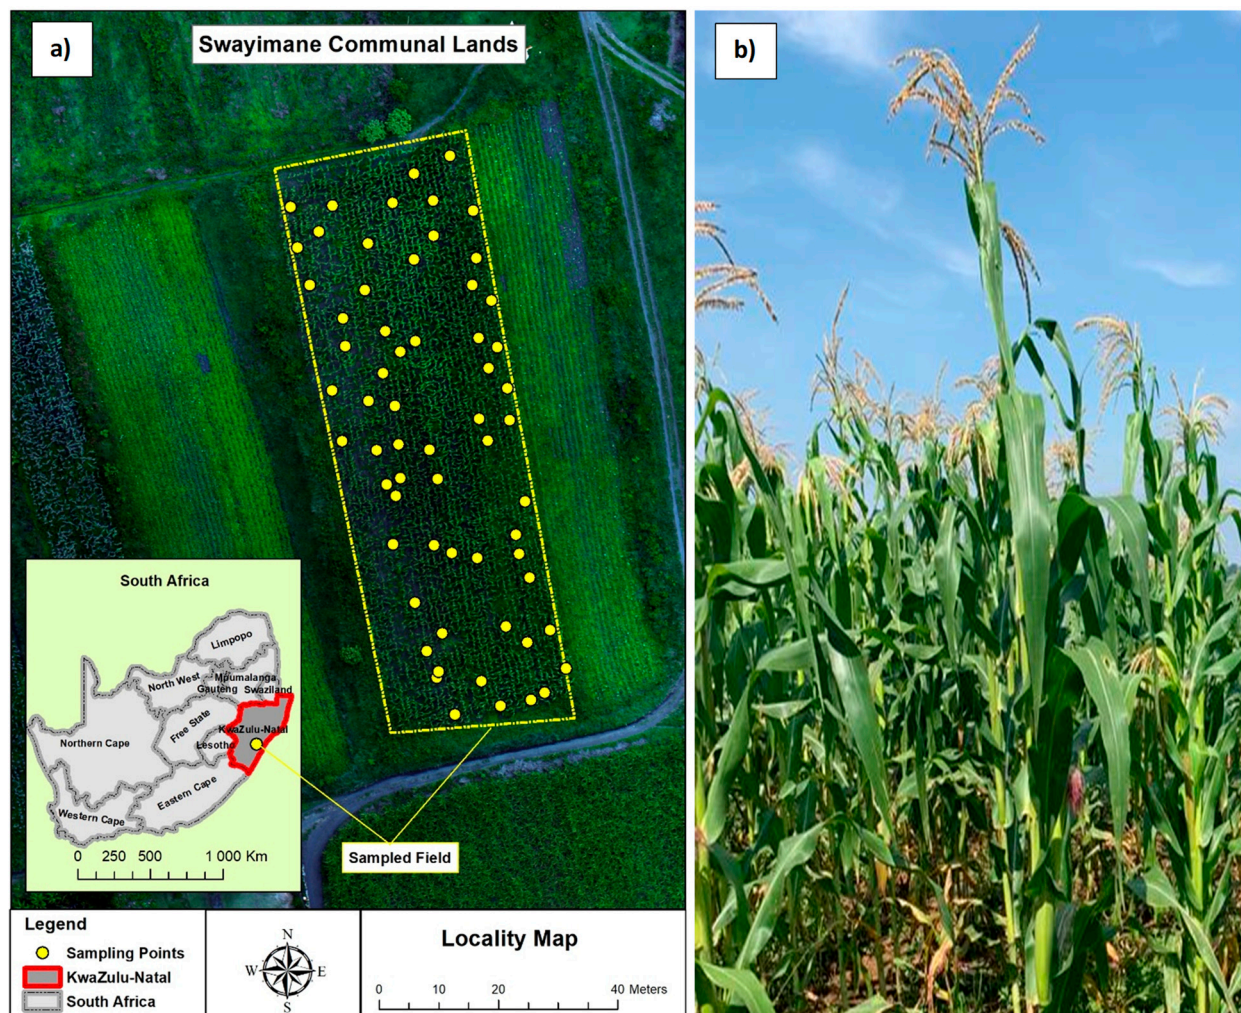 a)
Swayimane Communal Lands
b)
South Africa
Limpopo
North West
Mpumalanga
Gauteng
Swaziland
Free State
KwaZulu-Natal
Northern Cape
Lesotho
Eastern Cape
Western Cape
0 250 500 1 000 Km
Sampled Field
Legend
Sampling Points
KwaZulu-Natal
South Africa
N
W E
S
Locality Map
0 10 20 40 Meters